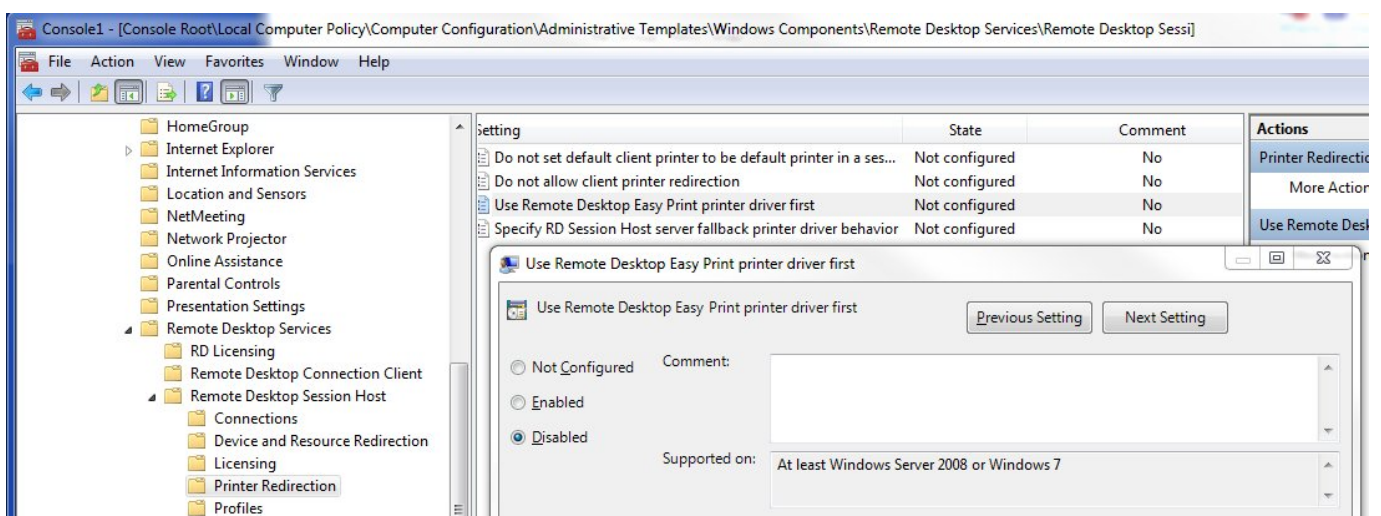 Console1 - [Console Root\Local Computer Policy\Computer Configuration\Administrative Templates\Windows Components\Remote Desktop Services\Remote Desktop Sessi]
File Action View Favorites Window Help
HomeGroup
Internet Explorer
Internet Information Services
Location and Sensors
NetMeeting
Network Projector
Online Assistance
Parental Controls
Presentation Settings
Remote Desktop Services
RD Licensing
Remote Desktop Connection Client
Remote Desktop Session Host
Connections
Device and Resource Redirection
Licensing
Printer Redirection
Profiles
Setting State Comment
Do not set default client printer to be default printer in a ses... Not configured No
Do not allow client printer redirection Not configured No
Use Remote Desktop Easy Print printer driver first Not configured No
Specify RD Session Host server fallback printer driver behavior Not configured No
Actions
Printer Redirectic
More Action
Use Remote Desk
Use Remote Desktop Easy Print printer driver first
Use Remote Desktop Easy Print printer driver first
Previous Setting Next Setting
Not Configured Comment:
Enabled
Disabled
Supported on: At least Windows Server 2008 or Windows 7